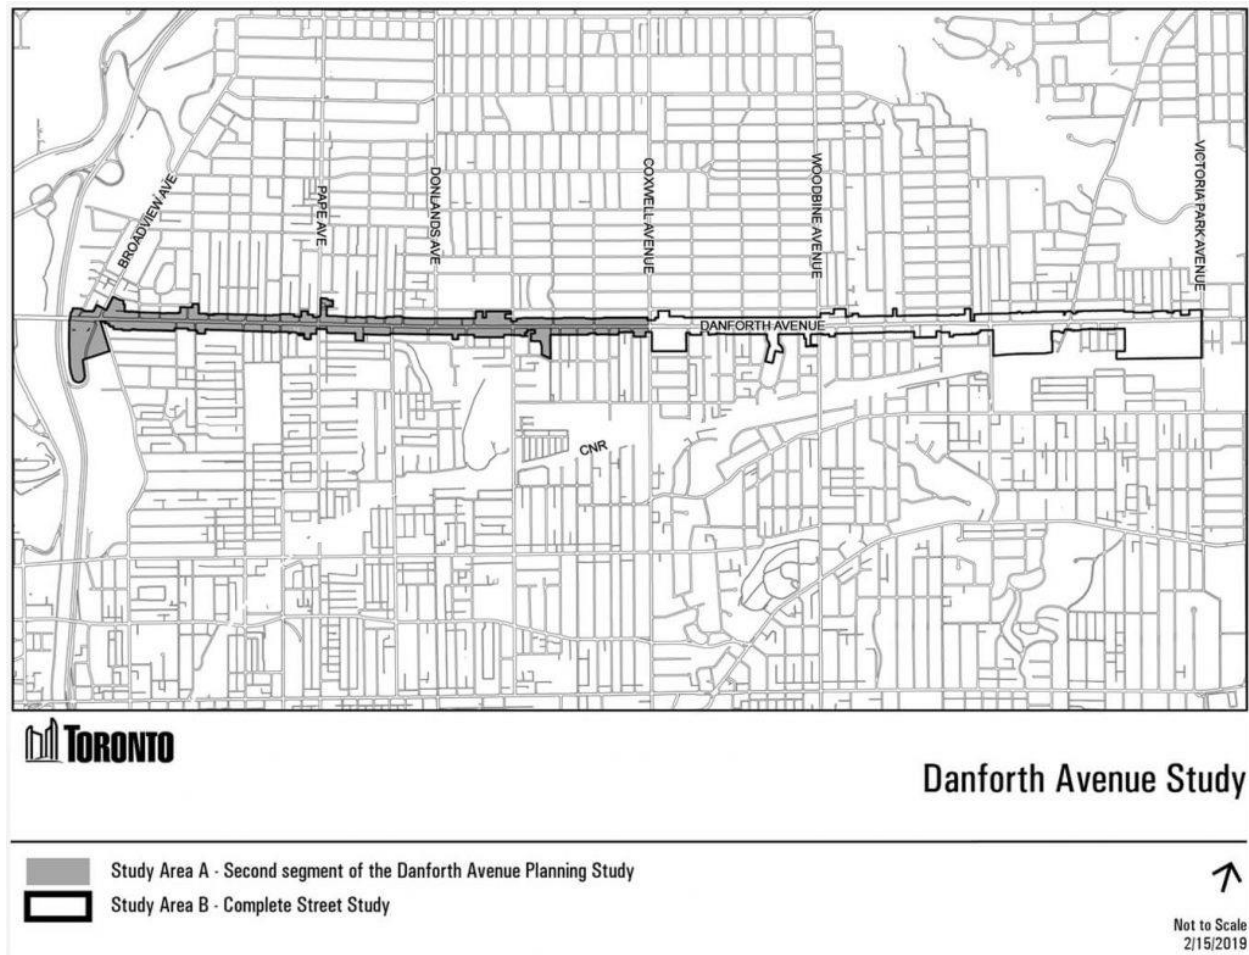 BROADVIEW AVE
PAPE AVE
DONLANDS AVE
COXWELL AVENUE
WOODBINE AVENUE
VICTORIA PARK AVENUE
DANFORTH AVENUE
CNR
TORONTO
Danforth Avenue Study
Study Area A - Second segment of the Danforth Avenue Planning Study
Study Area B - Complete Street Study
Not to Scale
2/15/2019